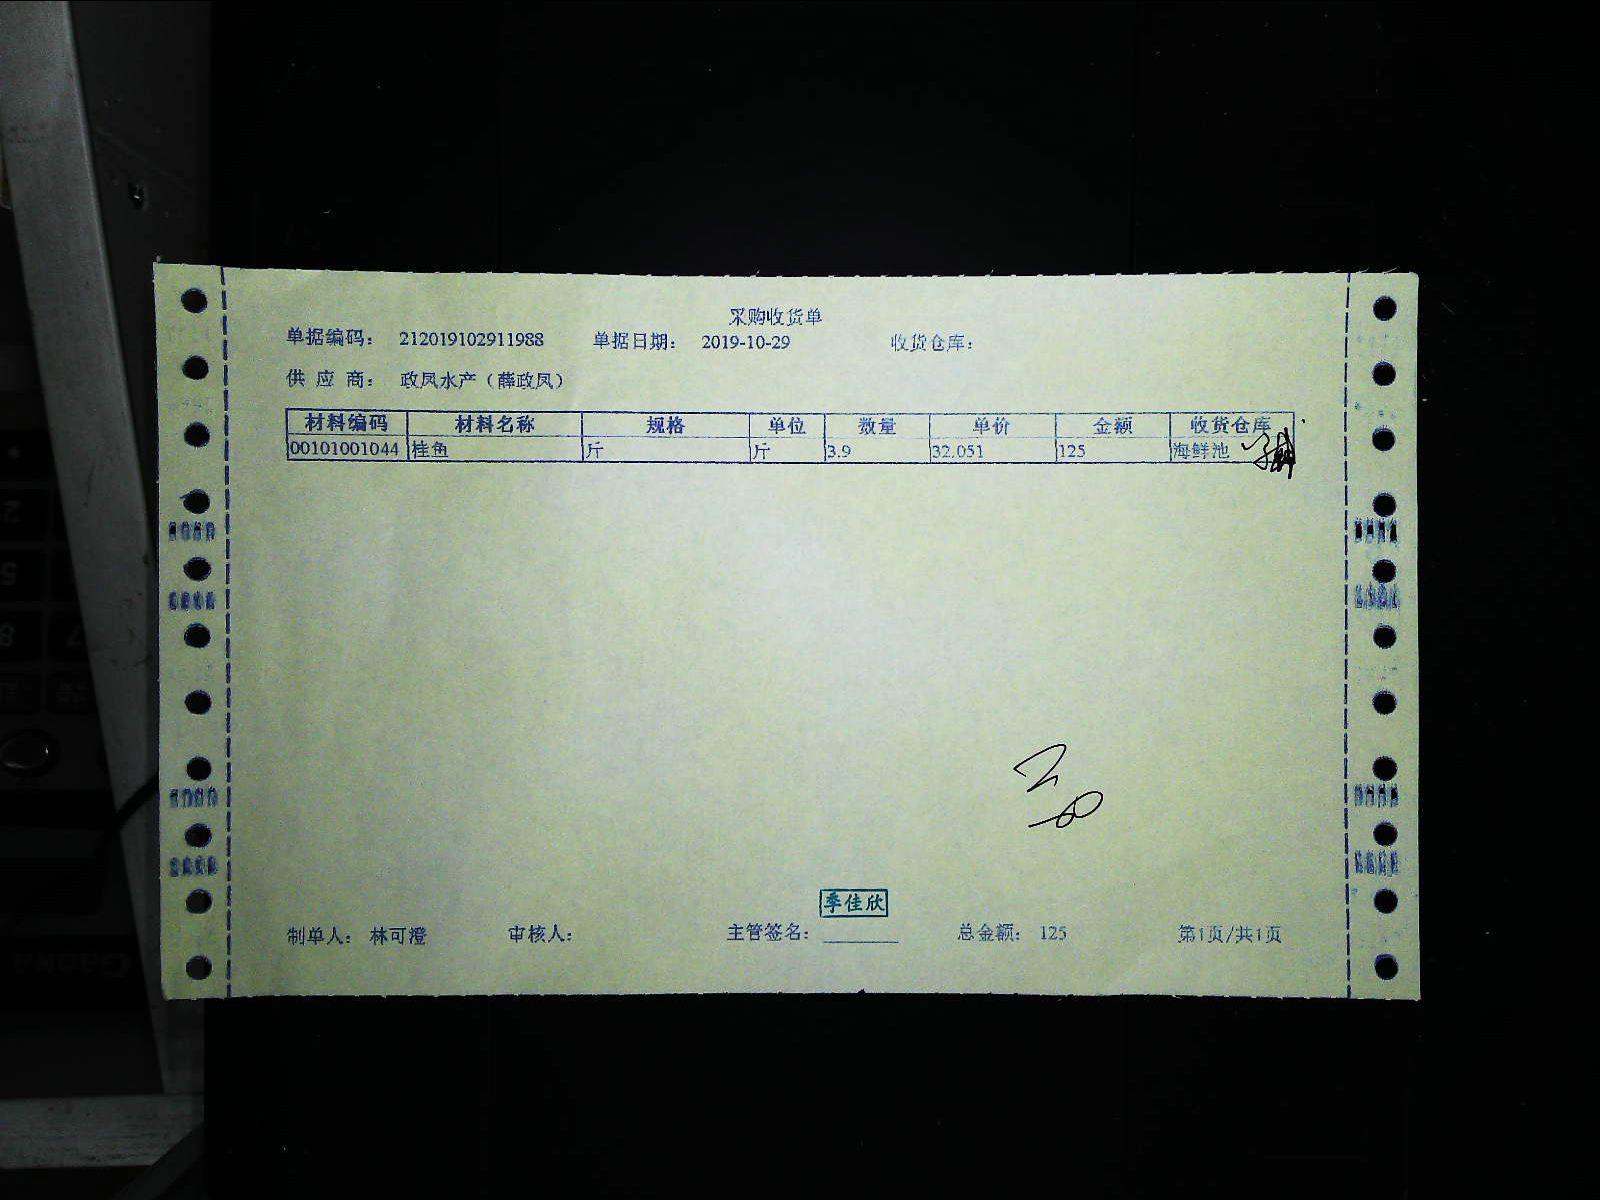 采购收货单
单据编码： 212019102911988 单据日期： 2019-10-29 收货仓库：
供 应 商： 政凤水产（薛政凤）
材料编码 材料名称 规格 单位 数量 单价 金额 收货仓库
00101001044 桂鱼 斤 斤 3.9 32.051 125 海鲜池
季佳欣
制单人： 林可澄 审核人： 主管签名： 总金额： 125 第1页/共1页